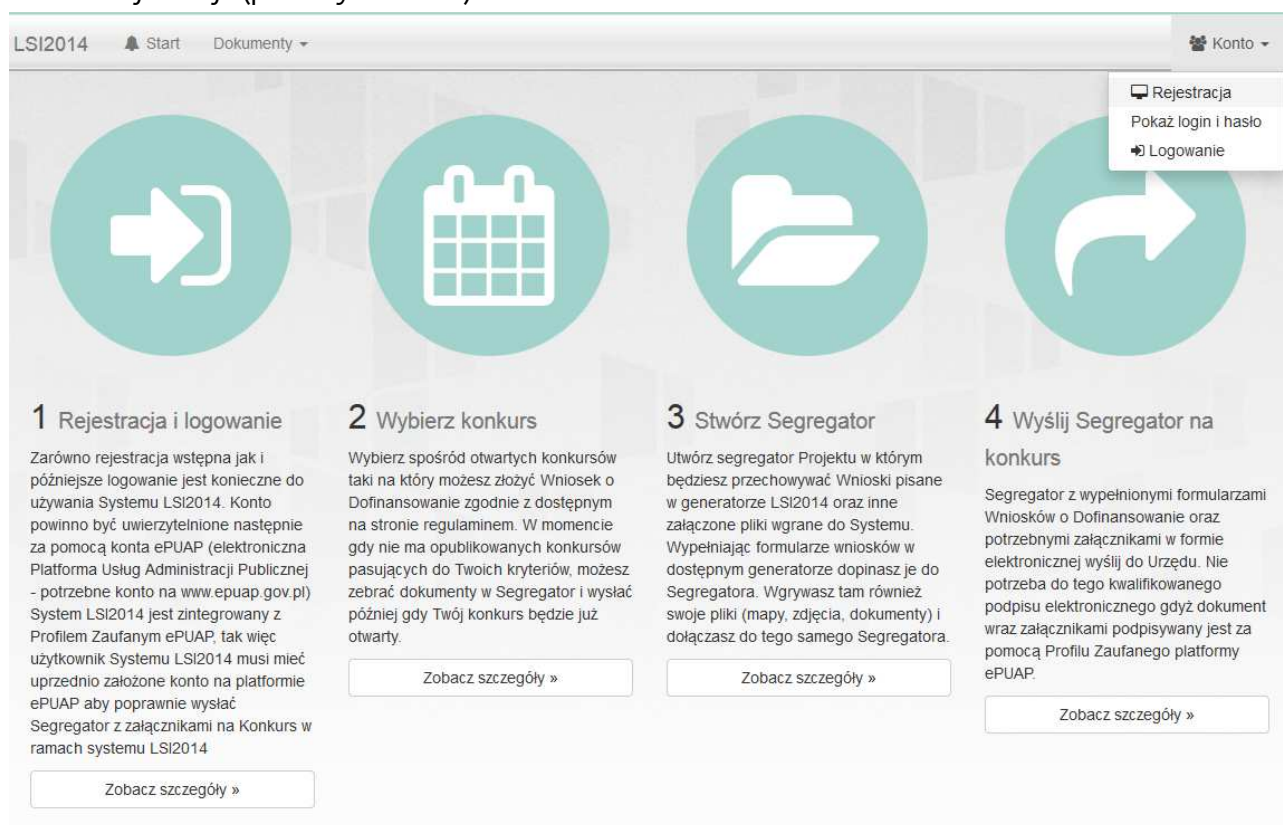 LSI2014 Start Dokumenty Konto
Rejestracja
Pokaż login i hasło
Logowanie
1 Rejestracja i logowanie
Zarówno rejestracja wstępna jak i
późniejsze logowanie jest konieczne do
używania Systemu LSI2014. Konto
powinno być uwierzytelnione następnie
za pomocą konta ePUAP (elektroniczna
Platforma Usług Administracji Publicznej
- potrzebne konto na www.epuap.gov.pl)
System LSI2014 jest zintegrowany z
Profilem Zaufanym ePUAP, tak więc
użytkownik Systemu LSI2014 musi mieć
uprzednio założone konto na platformie
ePUAP aby poprawnie wysłać
Segregator z załącznikami na Konkurs w
ramach systemu LSI2014
Zobacz szczegóły »
2 Wybierz konkurs
Wybierz spośród otwartych konkursów
taki na który możesz złożyć Wniosek o
Dofinansowanie zgodnie z dostępnym
na stronie regulaminem. W momencie
gdy nie ma opublikowanych konkursów
pasujących do Twoich kryteriów, możesz
zebrać dokumenty w Segregator i wysłać
później gdy Twój konkurs będzie już
otwarty.
Zobacz szczegóły »
3 Stwórz Segregator
Utwórz segregator Projektu w którym
będziesz przechowywać Wnioski pisane
w generatorze LSI2014 oraz inne
załączone pliki wgrane do Systemu.
Wypełniając formularze wniosków w
dostępnym generatorze dopinasz je do
Segregatora. Wgrywasz tam również
swoje pliki (mapy, zdjęcia, dokumenty) i
dołączasz do tego samego Segregatora.
Zobacz szczegóły »
4 Wyślij Segregator na
konkurs
Segregator z wypełnionymi formularzami
Wniosków o Dofinansowanie oraz
potrzebnymi załącznikami w formie
elektronicznej wyślij do Urzędu. Nie
potrzeba do tego kwalifikowanego
podpisu elektronicznego gdyż dokument
wraz załącznikami podpisywany jest za
pomocą Profilu Zaufanego platformy
ePUAP.
Zobacz szczegóły »